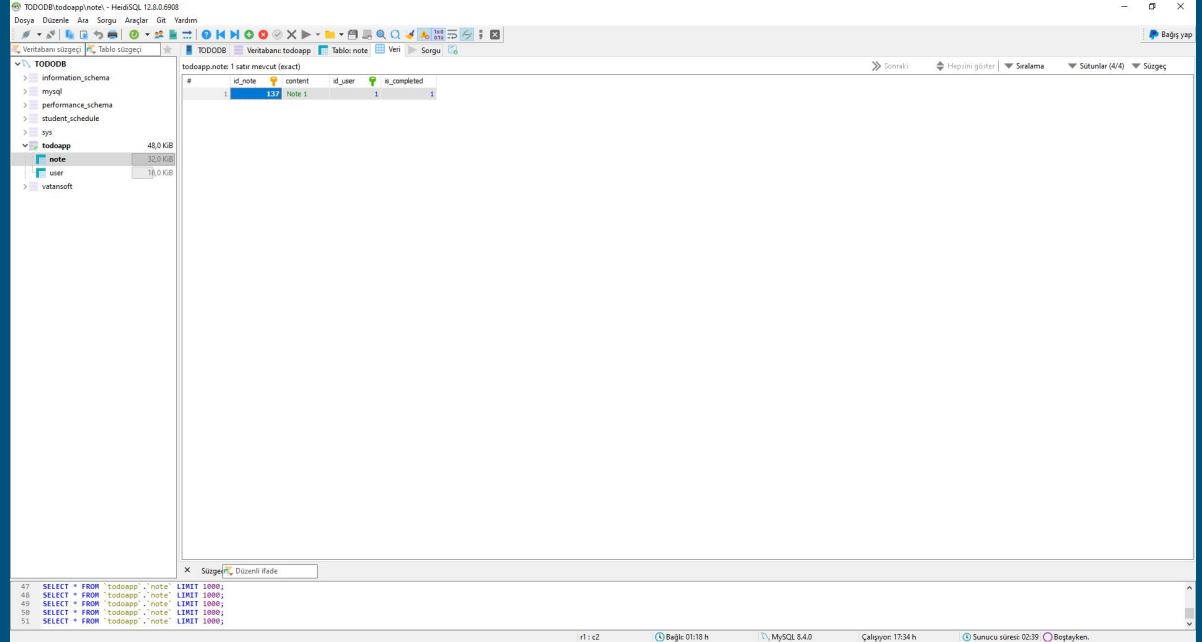 TODODB\todoapp\note\ - HeidiSQL 12.8.0.6908
Dosya Düzenle Ara Sorgu Araçlar Git Yardım
Bağış yap
Veritabanı süzgeci Tablo süzgeci
TODODB Veritabanı: todoapp Tablo: note Veri Sorgu
TODODB
information_schema
mysql
performance_schema
student_schedule
sys
todoapp 48,0 KiB
note 32,0 KiB
user 16,0 KiB
vatansoft
todoapp.note: 1 satır mevcut (exact)
Sonraki Hepsini göster Sıralama Sütunlar (4/4) Süzgeç
# id_note content id_user is_completed
1 137 Note 1 1 1
Süzgeç: Düzenli ifade
47 SELECT * FROM `todoapp`.`note` LIMIT 1000;
48 SELECT * FROM `todoapp`.`note` LIMIT 1000;
49 SELECT * FROM `todoapp`.`note` LIMIT 1000;
50 SELECT * FROM `todoapp`.`note` LIMIT 1000;
51 SELECT * FROM `todoapp`.`note` LIMIT 1000;
r1 : c2 Bağlı: 01:18 h MySQL 8.4.0 Çalışıyor: 17:34 h Sunucu süresi: 02:39 Boştayken.